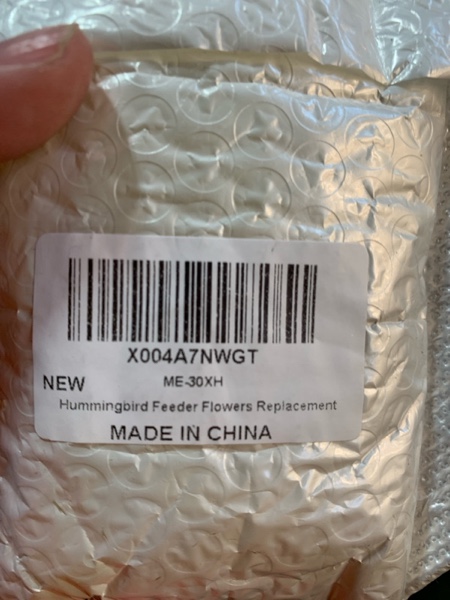 X004A7NWGT
NEW ME-30XH
Hummingbird Feeder Flowers Replacement
MADE IN CHINA